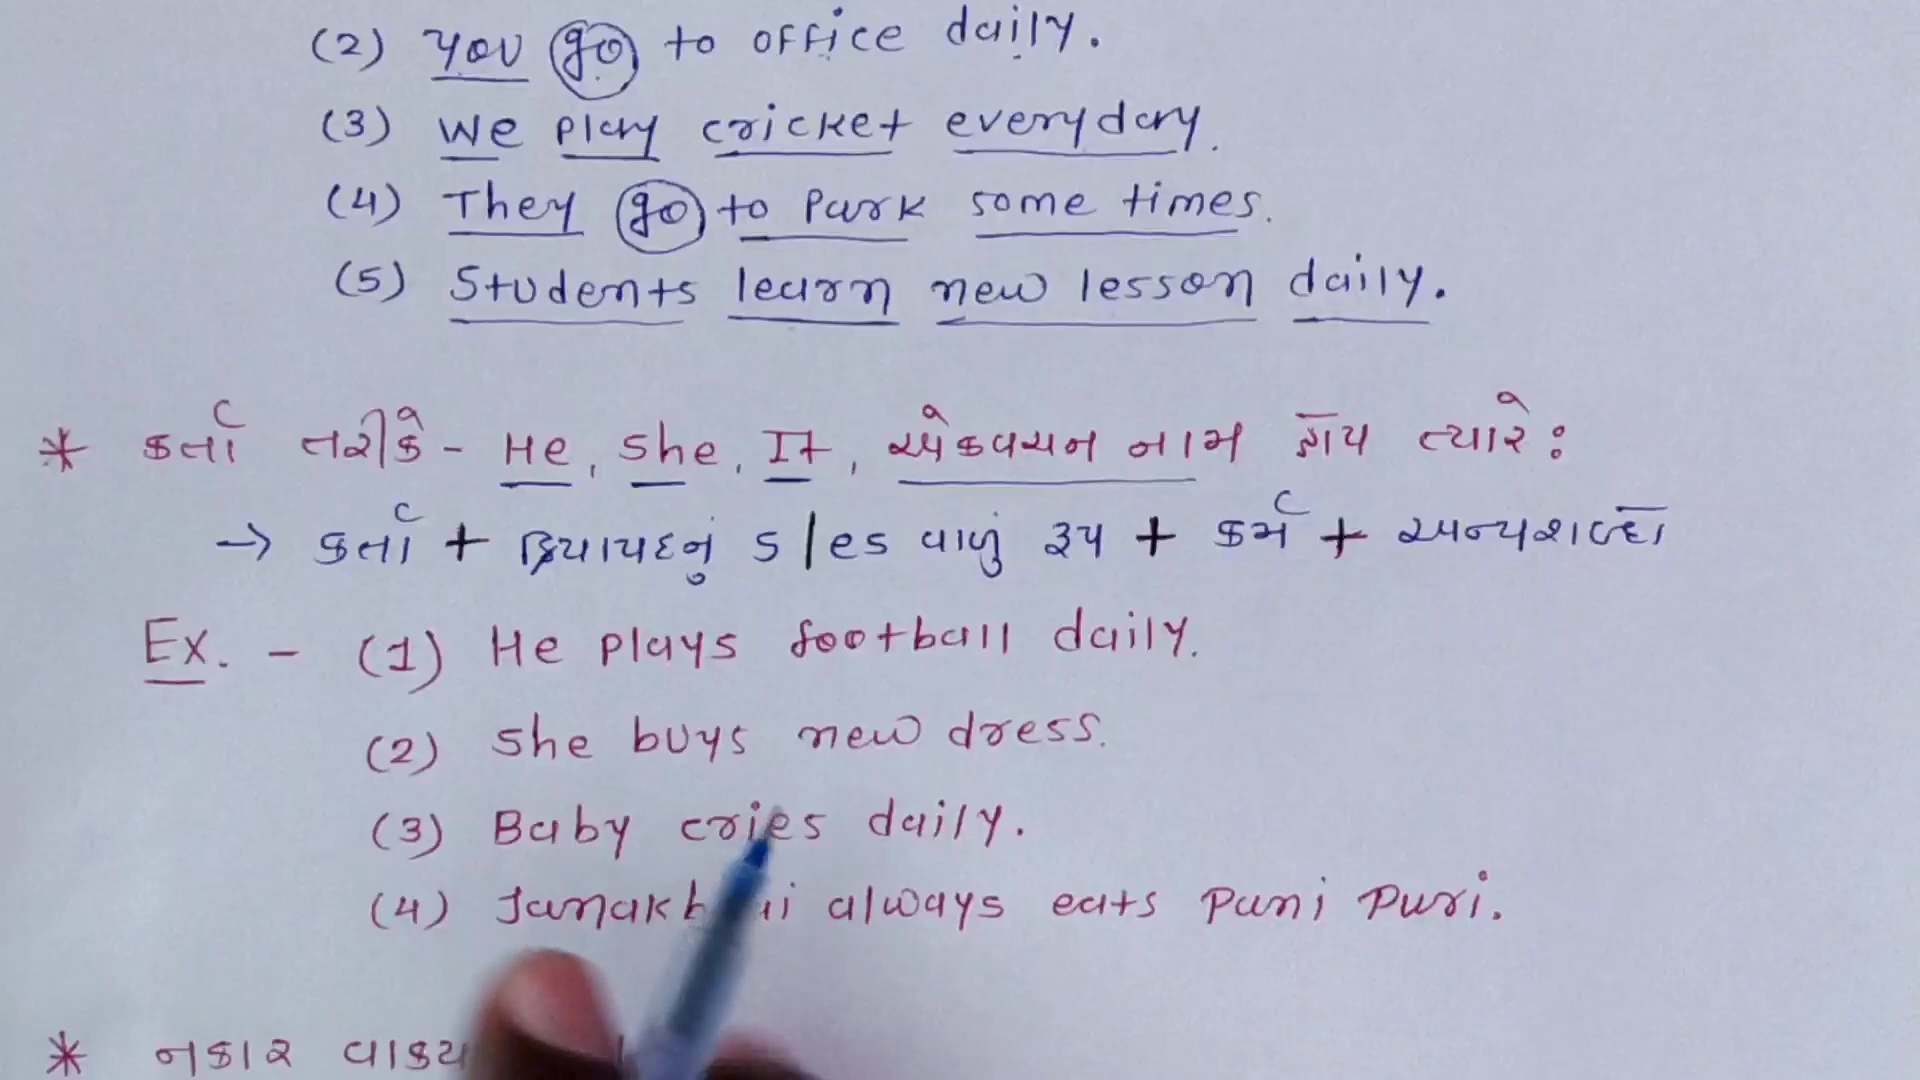 (2) You go to office daily.
(3) We play cricket everyday.
(4) They go to Park some times.
(5) Students learn new lesson daily.
* કર્તા તરીકે - He, She, It, એકવચન નામ હોય ત્યારે :
→ કર્તા + ક્રિયાપદનું s/es વાળું રૂપ + કર્મ + અન્યશબ્દો
Ex. - (1) He plays football daily.
(2) She buys new dress.
(3) Baby cries daily.
(4) always eats Pani Puri.
* નકાર વાક્ય